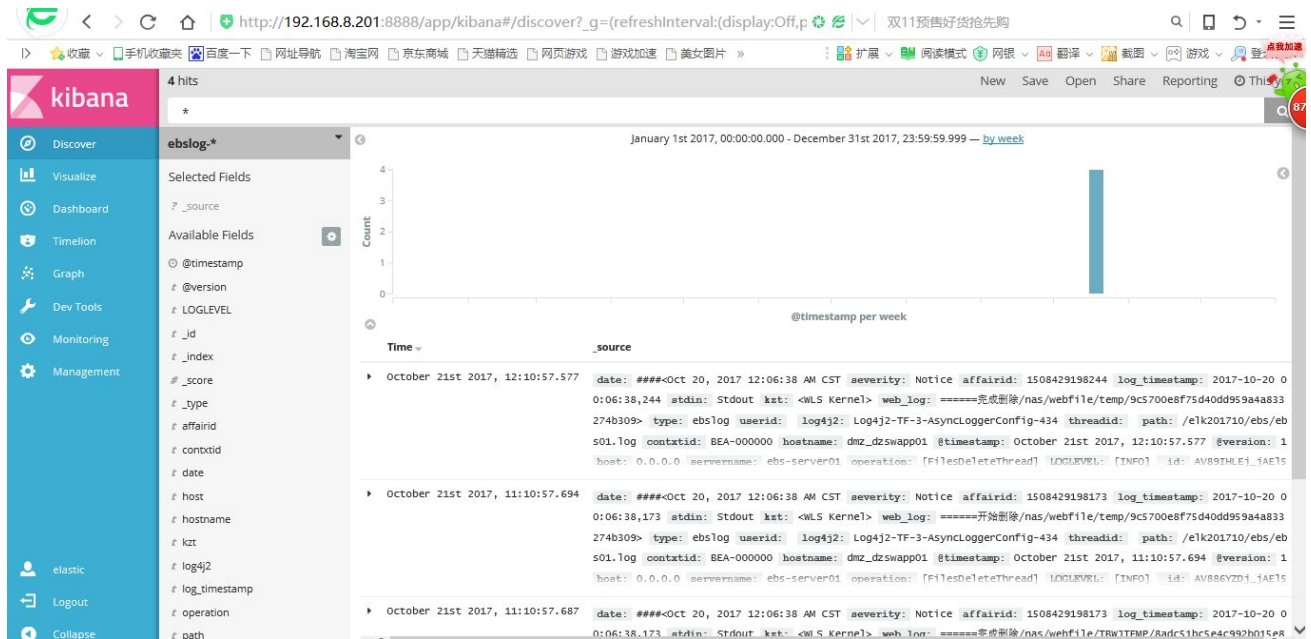 http://192.168.8.201:8888/app/kibana#/discover?_g=(refreshInterval:(display:Off,p
双11预售好货抢先购
收藏 手机收藏夹 百度一下 网址导航 淘宝网 京东商城 天猫精选 网页游戏 游戏加速 美女图片 »
扩展 阅读模式 网银 翻译 截图 游戏
点我加速
87
kibana
Discover
Visualize
Dashboard
Timelion
Graph
Dev Tools
Monitoring
Management
elastic
Logout
Collapse
4 hits
New Save Open Share Reporting
*
ebslog-*
Selected Fields
? _source
Available Fields
@timestamp
t @version
t LOGLEVEL
t _id
t _index
# _score
t _type
t affairid
t contxtid
t date
t host
t hostname
t kzt
t log4j2
t log_timestamp
t operation
t path
January 1st 2017, 00:00:00.000 - December 31st 2017, 23:59:59.999 — by week
Count
4
3
2
1
0
@timestamp per week
Time _source
October 21st 2017, 12:10:57.577
date: ####<Oct 20, 2017 12:06:38 AM CST severity: Notice affairid: 1508429198244 log_timestamp: 2017-10-20 0
0:06:38,244 stdin: Stdout kzt: <WLS Kernel> web_log: ======完成删除/nas/webfile/temp/9c5700e8f75d40dd959a4a833
274b309> type: ebslog userid: log4j2: Log4j2-TF-3-AsyncLoggerConfig-434 threadid: path: /elk201710/ebs/eb
s01.log contxtid: BEA-000000 hostname: dmz_dzswapp01 @timestamp: October 21st 2017, 12:10:57.577 @version: 1
host: 0.0.0.0 servername: ebs-server01 operation: [FilesDeleteThread] LOGLEVEL: [INFO]
October 21st 2017, 11:10:57.694
date: ####<Oct 20, 2017 12:06:38 AM CST severity: Notice affairid: 1508429198173 log_timestamp: 2017-10-20 0
0:06:38,173 stdin: Stdout kzt: <WLS Kernel> web_log: ======开始删除/nas/webfile/temp/9c5700e8f75d40dd959a4a833
274b309> type: ebslog userid: log4j2: Log4j2-TF-3-AsyncLoggerConfig-434 threadid: path: /elk201710/ebs/eb
s01.log contxtid: BEA-000000 hostname: dmz_dzswapp01 @timestamp: October 21st 2017, 11:10:57.694 @version: 1
host: 0.0.0.0 servername: ebs-server01 operation: [FilesDeleteThread] LOGLEVEL: [INFO]
October 21st 2017, 11:10:57.687
date: ####<Oct 20, 2017 12:06:38 AM CST severity: Notice affairid: 1508429198173 log_timestamp: 2017-10-20 0
0:06:38,173 stdin: Stdout kzt: <WLS Kernel>